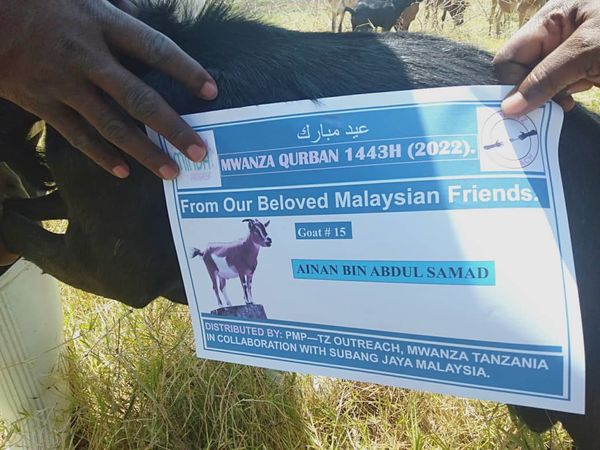 عيد مبارك
MWANZA QURBAN 1443H (2022).
From Our Beloved Malaysian Friends.
Goat # 15
AINAN BIN ABDUL SAMAD
DISTRIBUTED BY: PMP—TZ OUTREACH, MWANZA TANZANIA
IN COLLABORATION WITH SUBANG JAYA MALAYSIA.